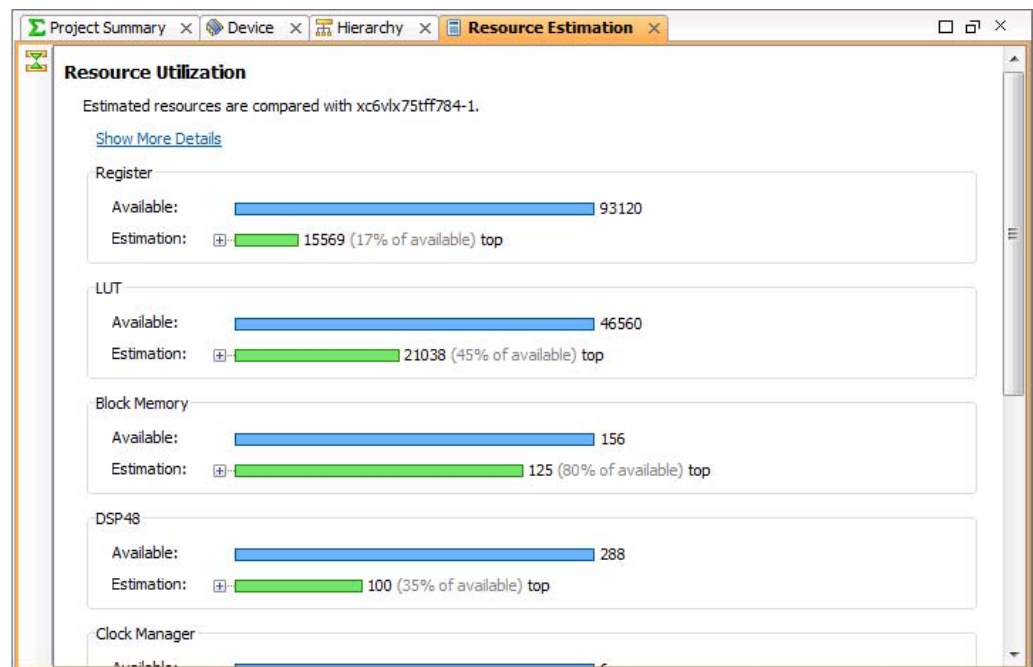 Project Summary Device Hierarchy Resource Estimation
Resource Utilization
Estimated resources are compared with xc6vlx75tff784-1.
Show More Details
Register
Available: 93120
Estimation: 15569 (17% of available) top
LUT
Available: 46560
Estimation: 21038 (45% of available) top
Block Memory
Available: 156
Estimation: 125 (80% of available) top
DSP48
Available: 288
Estimation: 100 (35% of available) top
Clock Manager
Available: